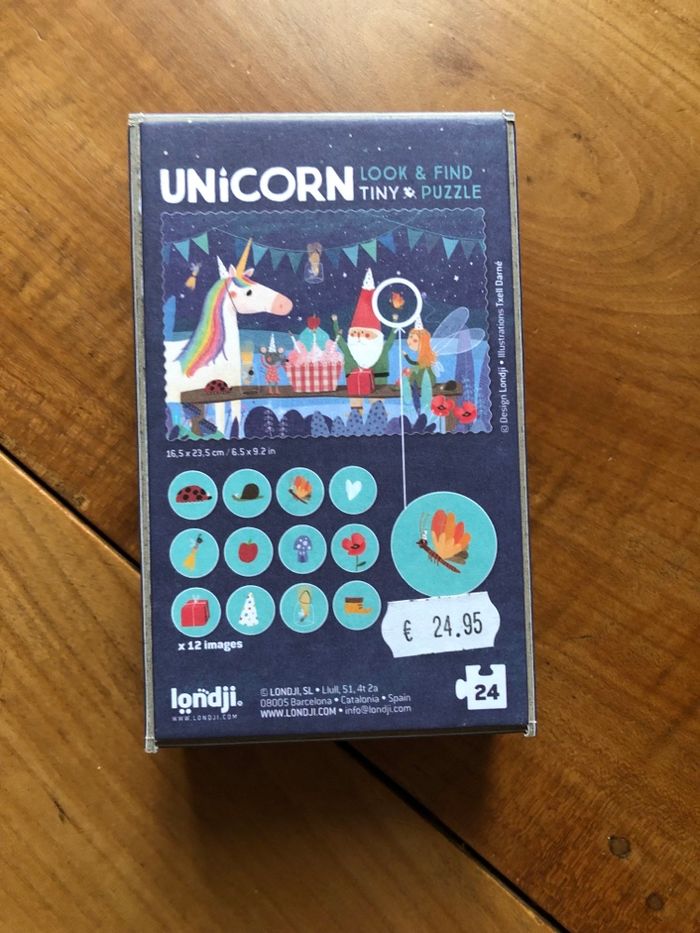 UNiCORN
LOOK & FIND
TINY PUZZLE
© Design Londji • Illustrations Txell Darné
16,5 x 23,5 cm / 6.5 x 9.2 in
x 12 images
€ 24.95
londji.
WWW.LONDJI.COM
© LONDJI, SL • Llull, 51, 4t 2a
08005 Barcelona • Catalonia • Spain
WWW.LONDJI.COM • info@londji.com
24